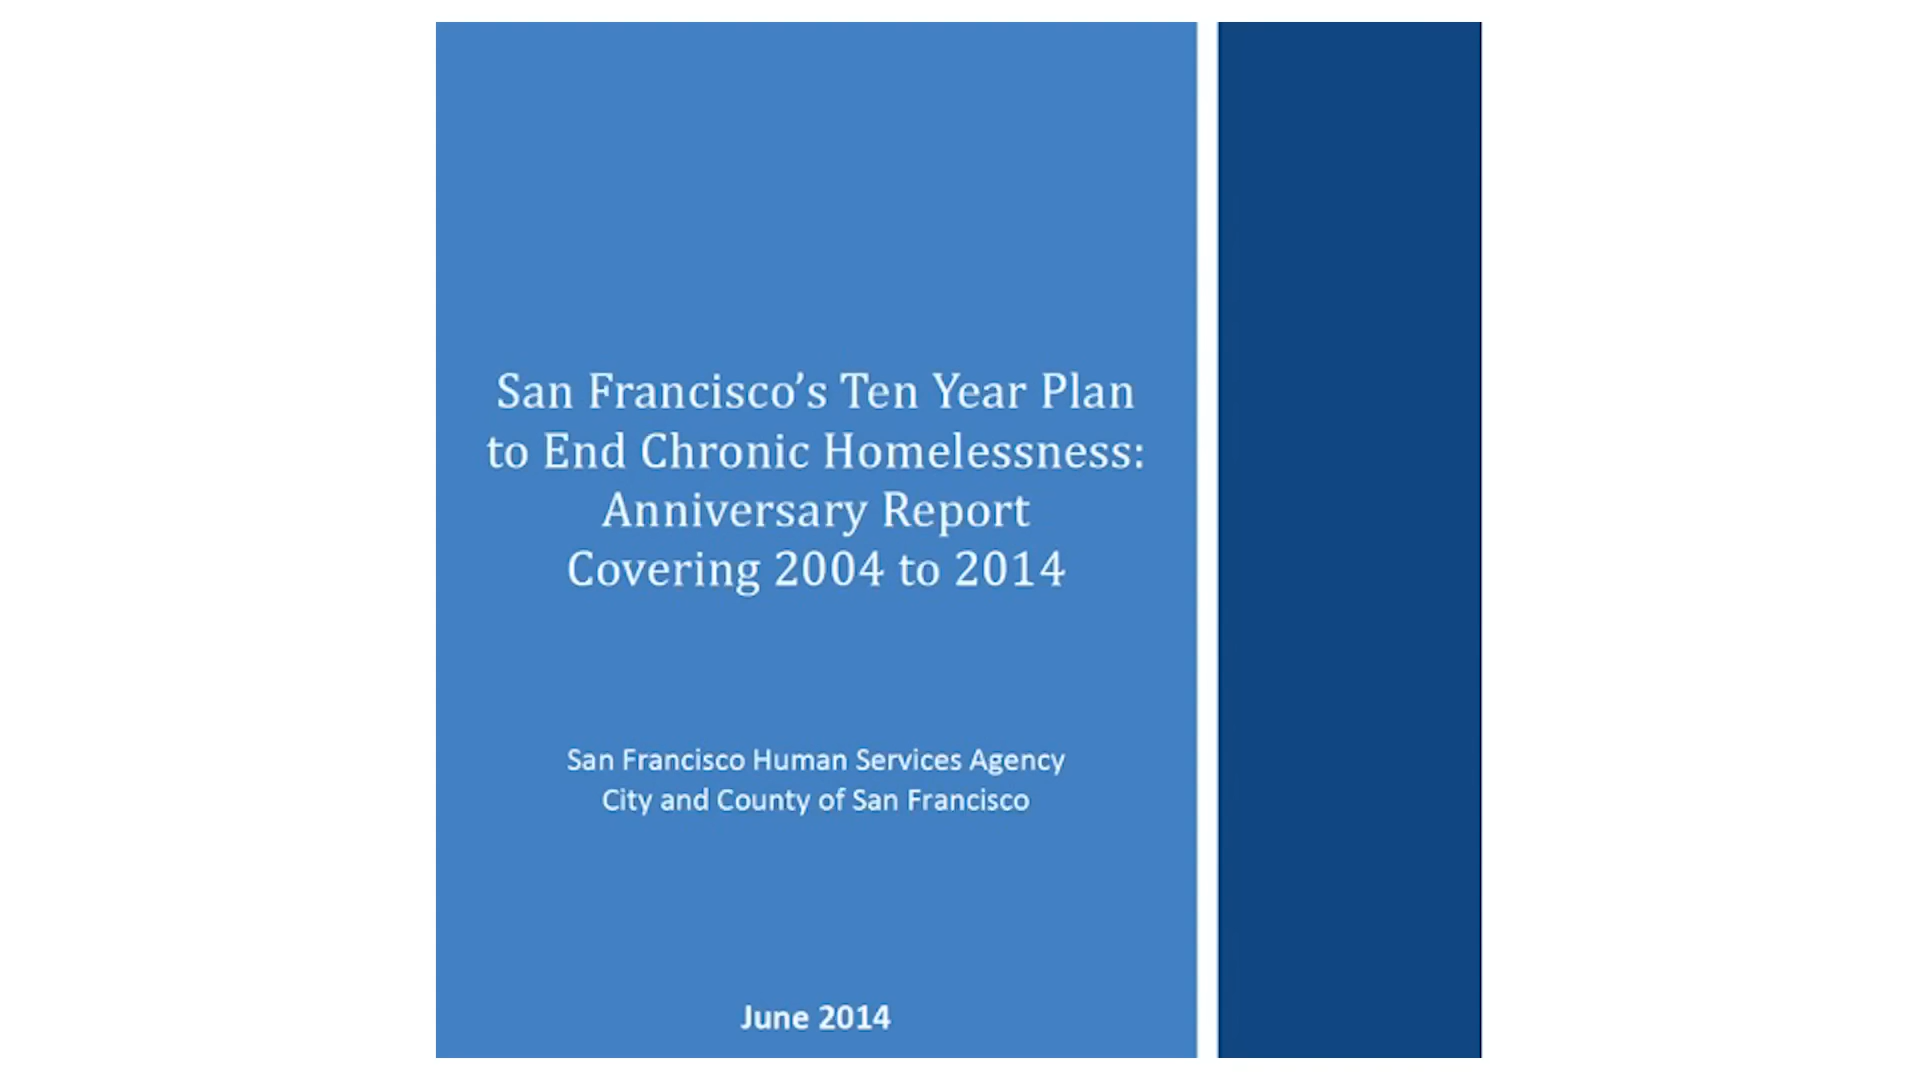 San Francisco’s Ten Year Plan
to End Chronic Homelessness:
Anniversary Report
Covering 2004 to 2014
San Francisco Human Services Agency
City and County of San Francisco
June 2014